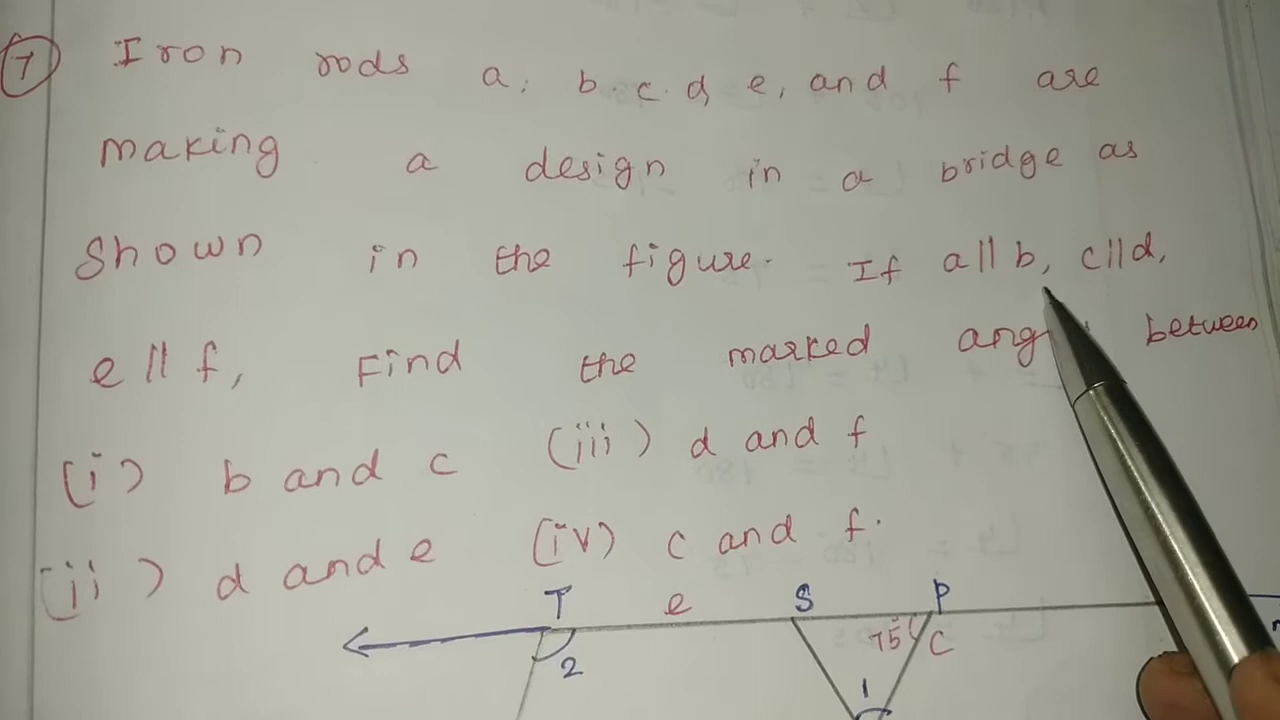 7 Iron rods a, b. c. d, e, and f are
making a design in a bridge as
shown in the figure. If a||b, c||d,
e||f, Find the marked between
(i) b and c (iii) d and f
(ii) d and e (iv) c and f.
T e S P
2 75° C
1